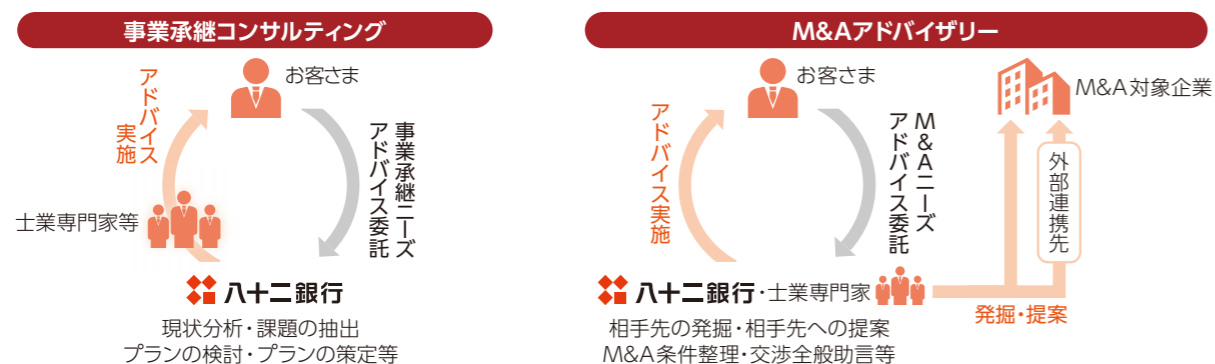 事業承継コンサルティング
お客さま
アドバイス
実施
事業承継ニーズ
アドバイス委託
士業専門家等
八十二銀行
現状分析・課題の抽出
プランの検討・プランの策定等
M&Aアドバイザリー
お客さま
M&A対象企業
アドバイス実施
M&Aニーズ
アドバイス委託
外部連携先
八十二銀行・士業専門家
発掘・提案
相手先の発掘・相手先への提案
M&A条件整理・交渉全般助言等